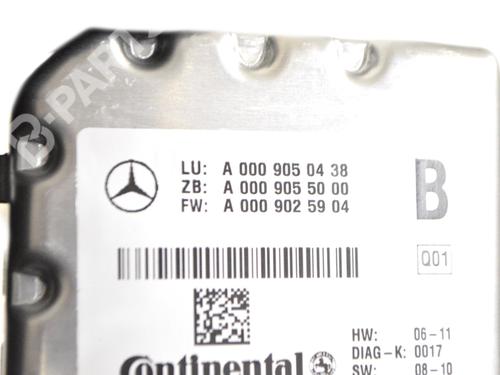 B-PARTS
LU: A 000 905 04 38
ZB: A 000 905 50 00
FW: A 000 902 59 04
B
Q01
HW: 06-11
DIAG-K: 0017
Continental
SW: 08-10